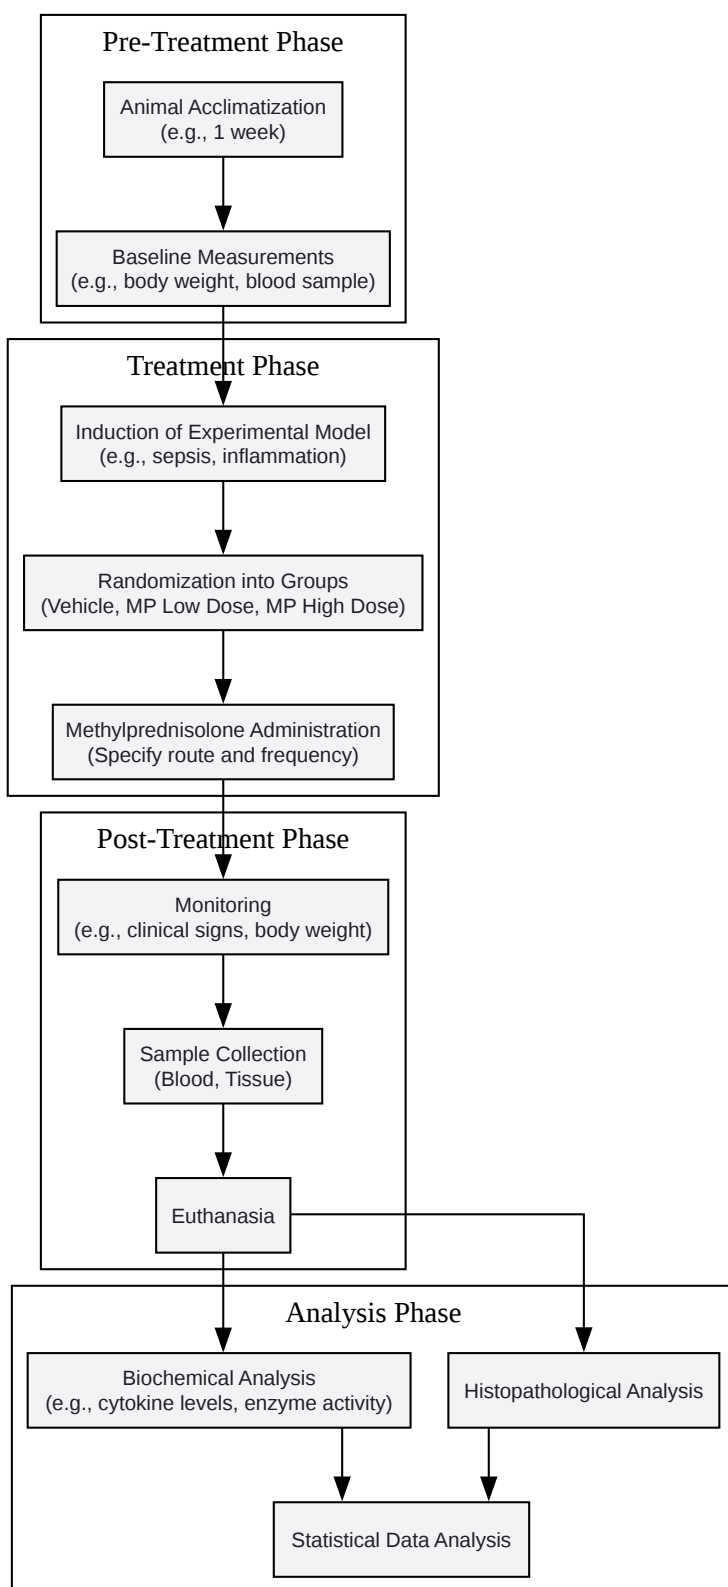 Pre-Treatment Phase
Animal Acclimatization
(e.g., 1 week)
Baseline Measurements
(e.g., body weight, blood sample)
Treatment Phase
Induction of Experimental Model
(e.g., sepsis, inflammation)
Randomization into Groups
(Vehicle, MP Low Dose, MP High Dose)
Methylprednisolone Administration
(Specify route and frequency)
Post-Treatment Phase
Monitoring
(e.g., clinical signs, body weight)
Sample Collection
(Blood, Tissue)
Euthanasia
Analysis Phase
Biochemical Analysis
(e.g., cytokine levels, enzyme activity)
Histopathological Analysis
Statistical Data Analysis